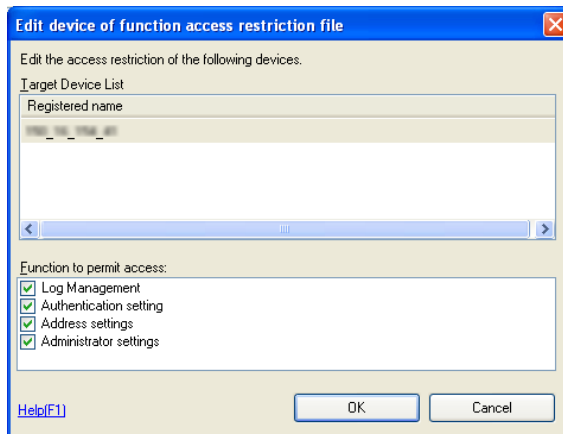 Edit device of function access restriction file
Edit the access restriction of the following devices.
Target Device List
Registered name
Function to permit access:
Log Management
Authentication setting
Address settings
Administrator settings
Help(F1)
OK
Cancel